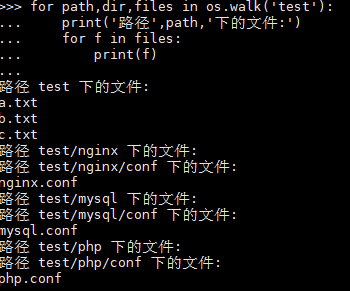 >>> for path,dir,files in os.walk('test'):
...     print('路径',path,'下的文件:')
...     for f in files:
...         print(f)
...
路径 test 下的文件:
a.txt
b.txt
c.txt
路径 test/nginx 下的文件:
路径 test/nginx/conf 下的文件:
nginx.conf
路径 test/mysql 下的文件:
路径 test/mysql/conf 下的文件:
mysql.conf
路径 test/php 下的文件:
路径 test/php/conf 下的文件:
php.conf